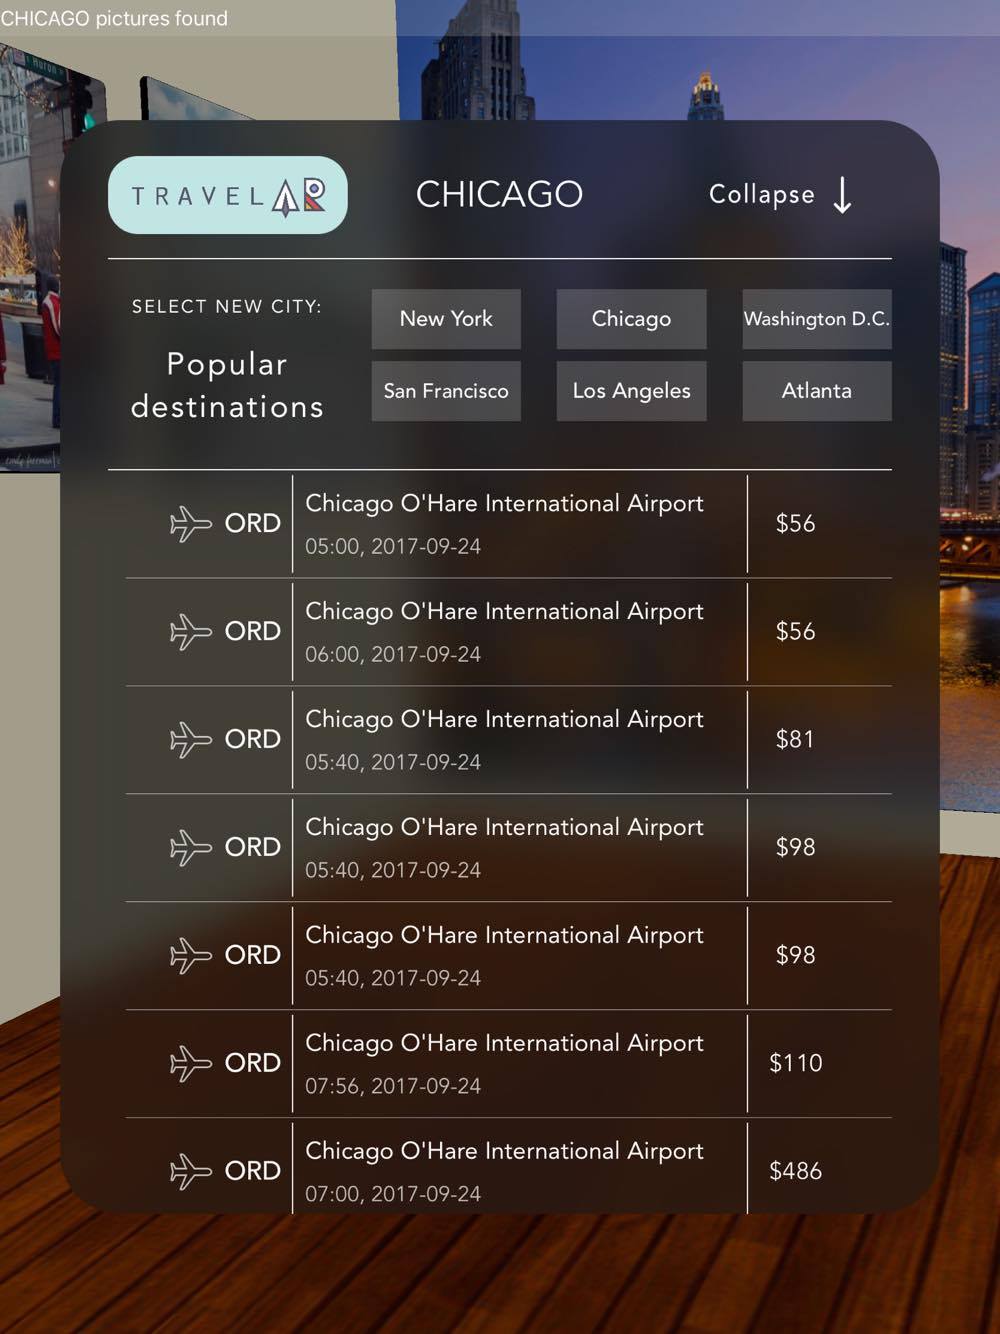 CHICAGO pictures found
Huron
TRAVEL AR
CHICAGO
Collapse
SELECT NEW CITY:
Popular
destinations
New York
Chicago
Washington D.C.
San Francisco
Los Angeles
Atlanta
ORD
Chicago O'Hare International Airport
05:00, 2017-09-24
$56
ORD
Chicago O'Hare International Airport
06:00, 2017-09-24
$56
ORD
Chicago O'Hare International Airport
05:40, 2017-09-24
$81
ORD
Chicago O'Hare International Airport
05:40, 2017-09-24
$98
ORD
Chicago O'Hare International Airport
05:40, 2017-09-24
$98
ORD
Chicago O'Hare International Airport
07:56, 2017-09-24
$110
ORD
Chicago O'Hare International Airport
07:00, 2017-09-24
$486